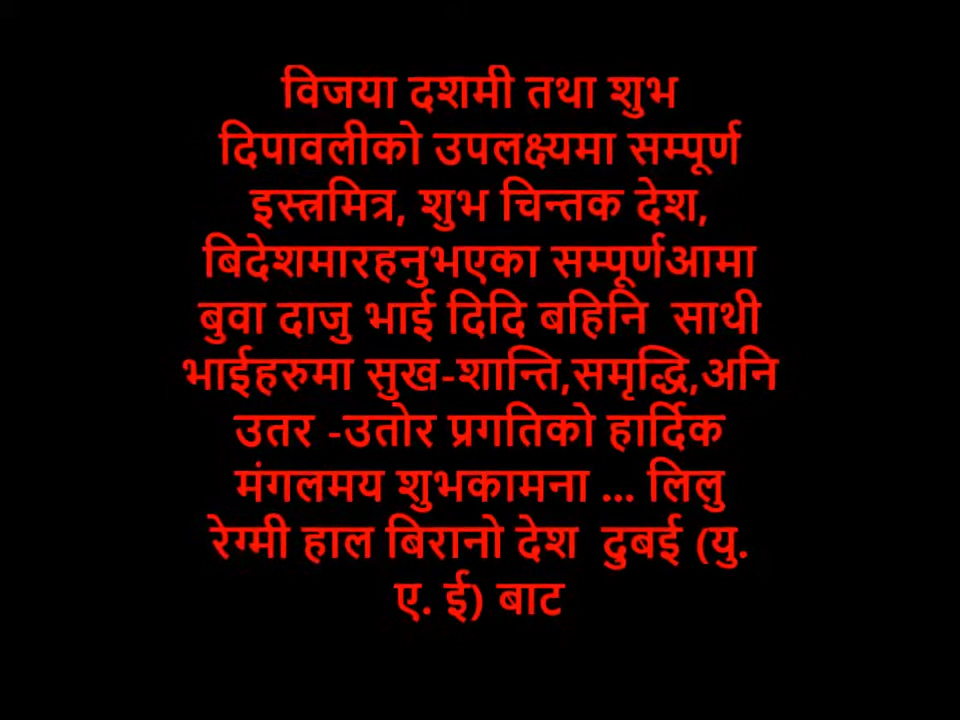 विजया दशमी तथा शुभ
दिपावलीको उपलक्ष्यमा सम्पूर्ण
इस्त्रमित्र, शुभ चिन्तक देश,
बिदेशमारहनुभएका सम्पूर्णआमा
बुवा दाजु भाई दिदि बहिनि  साथी
भाईहरुमा सुख-शान्ति,समृद्धि,अनि
उतर -उतोर प्रगतिको हार्दिक
मंगलमय शुभकामना ... लिलु
रेग्मी हाल बिरानो देश  दुबई (यु.
ए. ई) बाट